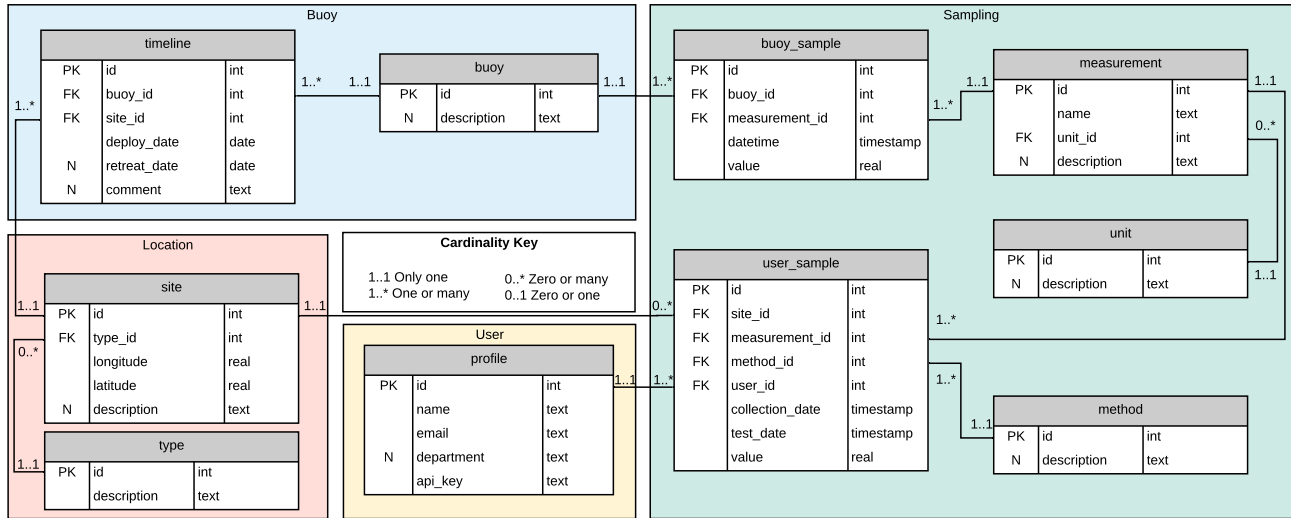 Buoy
timeline
PK id int
FK buoy_id int
FK site_id int
deploy_date date
N retreat_date date
N comment text
1..*
1..*
1..1
buoy
PK id int
N description text
1..1
Sampling
1..*
buoy_sample
PK id int
FK buoy_id int
FK measurement_id int
datetime timestamp
value real
1..*
1..1
measurement
PK id int
name text
FK unit_id int
N description text
1..1
0..*
unit
PK id int
N description text
1..1
Location
site
PK id int
FK type_id int
longitude real
latitude real
N description text
1..1
1..1
0..*
type
PK id int
description text
1..1
Cardinality Key
1..1 Only one 0..* Zero or many
1..* One or many 0..1 Zero or one
User
profile
PK id int
name text
email text
N department text
api_key text
1..1
0..*
1..*
user_sample
PK id int
FK site_id int
FK measurement_id int
FK method_id int
FK user_id int
collection_date timestamp
test_date timestamp
value real
1..*
1..*
1..1
method
PK id int
N description text